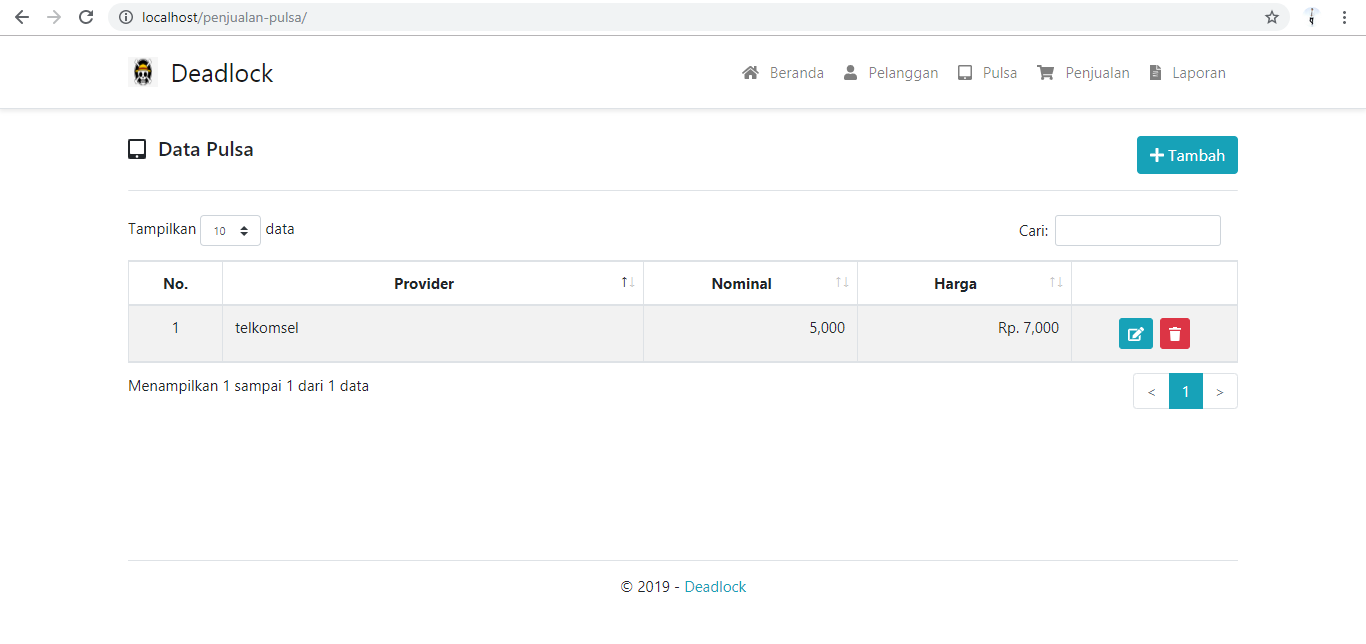 localhost/penjualan-pulsa/
Deadlock Beranda Pelanggan Pulsa Penjualan Laporan
Data Pulsa Tambah
Tampilkan 10 data Cari:
No. Provider Nominal Harga
1 telkomsel 5,000 Rp. 7,000
Menampilkan 1 sampai 1 dari 1 data < 1 >
© 2019 - Deadlock